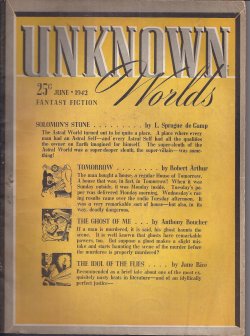 UNKNOWN
Worlds
25¢
JUNE • 1942
FANTASY FICTION
SOLOMON'S STONE . . . . . . . . by L. Sprague de Camp
The Astral World turned out to be quite a place. A place where every
man had an Astral Self—and every Astral Self had all the qualities
the owner on Earth imagined for himself. The super-sleuth of the
Astral World was a super-duper sleuth, the super-villain—was some-
thing!
TOMORROW . . . . . . . . by Robert Arthur
The man bought a house, a regular House of Tomorrow.
A house that was, in fact, in Tomorrow! When it was
Sunday outside, it was Monday inside. Tuesday's pa-
per was delivered Monday morning. Wednesday's rac-
ing results came over the radio Tuesday afternoon. It
was a very remarkable sort of house—but also, in its
way, deadly dangerous.
THE GHOST OF ME . . . by Anthony Boucher
If a man is murdered, it is said, his ghost haunts the
scene. It is well known that ghosts have remarkable
powers, too. But suppose a ghost makes a slight mis-
take and starts haunting the scene of the murder before
the murderee is properly murdered?
THE IDOL OF THE FLIES . . . . by Jane Rice
Recommended as a brief tale about one of the most ex-
quisitely nasty brats in literature—and of an idyllically
perfect justice—